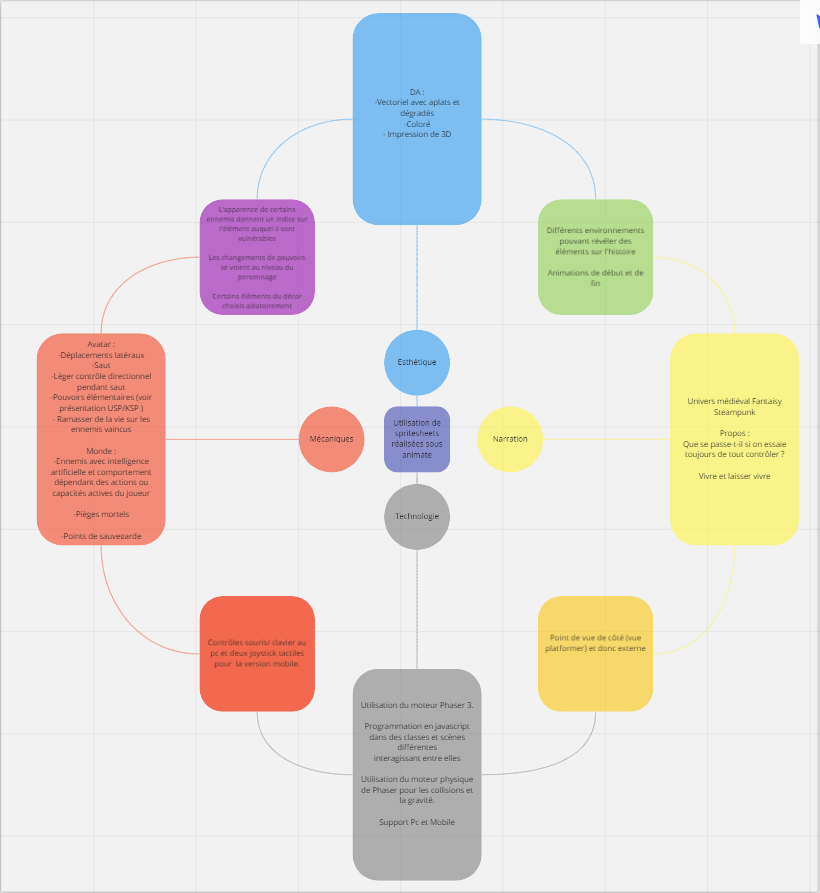 DA :
-Vectoriel avec aplats et
dégradés
-Coloré
- Impression de 3D
L'apparence de certains
ennemis donnent un indice sur
l'élément auquel il sont
vulnérables
Les changements de pouvoirs
se voient au niveau du
personnage
Certains éléments du décor
choisis aléatoirement
Différents environnements
pouvant révéler des
éléments sur l'histoire
Animations de début et de
fin
Avatar :
-Déplacements latéraux
-Saut
-Léger contrôle directionnel
pendant saut
-Pouvoirs élémentaires (voir
présentation USP/KSP )
- Ramasser de la vie sur les
ennemis vaincus
Monde :
-Ennemis avec intelligence
artificielle et comportement
dépendant des actions ou
capacités actives du joueur
-Pièges mortels
-Points de sauvegarde
Esthétique
Mécaniques
Utilisation de
spritesheets
réalisées sous
animate
Narration
Technologie
Univers médiéval Fantaisy
Steampunk
Propos :
Que se passe-t-il si on essaie
toujours de tout contrôler ?
Vivre et laisser vivre
Contrôles souris/ clavier au
pc et deux joystick tactiles
pour la version mobile.
Point de vue de côté (vue
platformer) et donc externe
Utilisation du moteur Phaser 3.
Programmation en javascript
dans des classes et scènes
différentes
interagissant entre elles
Utilisation du moteur physique
de Phaser pour les collisions et
la gravité.
Support Pc et Mobile